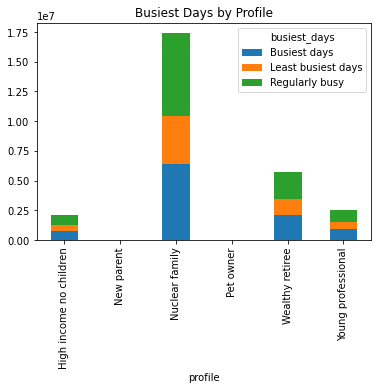 Busiest Days by Profile
1e7
busiest_days
Busiest days
Least busiest days
Regularly busy
1.75
1.50
1.25
1.00
0.75
0.50
0.25
0.00
High income no children
New parent
Nuclear family
Pet owner
Wealthy retiree
Young professional
profile